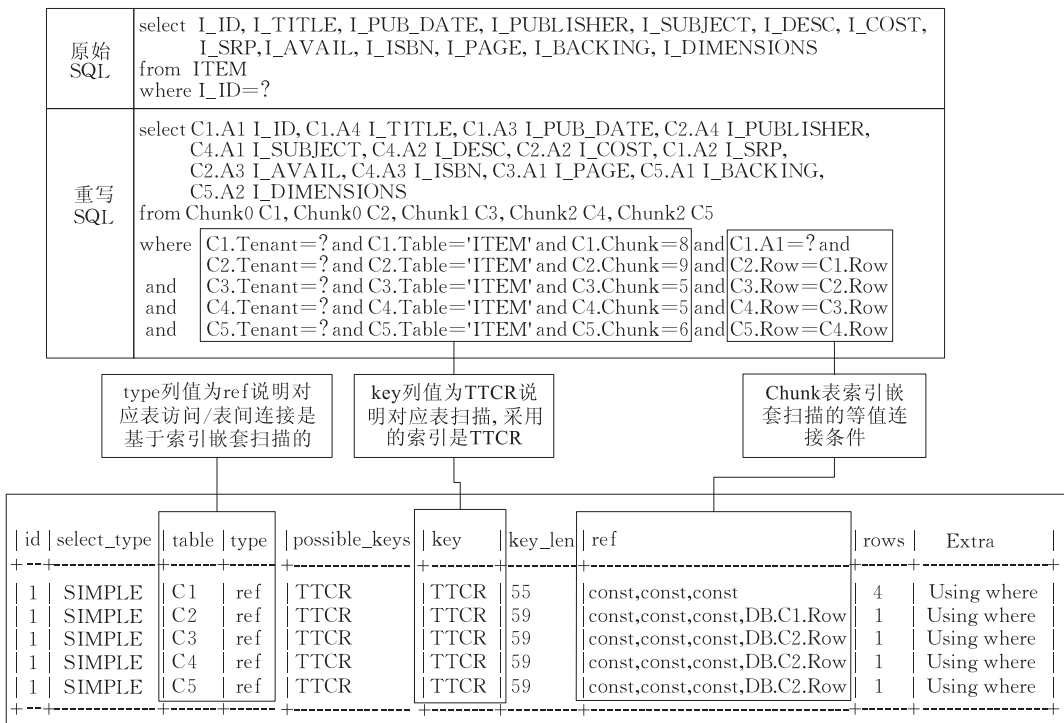 原始
SQL
select I_ID, I_TITLE, I_PUB_DATE, I_PUBLISHER, I_SUBJECT, I_DESC, I_COST,
I_SRP,I_AVAIL, I_ISBN, I_PAGE, I_BACKING, I_DIMENSIONS
from ITEM
where I_ID=?
重写
SQL
select C1.A1 I_ID, C1.A4 I_TITLE, C1.A3 I_PUB_DATE, C2.A4 I_PUBLISHER,
C4.A1 I_SUBJECT, C4.A2 I_DESC, C2.A2 I_COST, C1.A2 I_SRP,
C2.A3 I_AVAIL, C4.A3 I_ISBN, C3.A1 I_PAGE, C5.A1 I_BACKING,
C5.A2 I_DIMENSIONS
from Chunk0 C1, Chunk0 C2, Chunk1 C3, Chunk2 C4, Chunk2 C5
where C1.Tenant=? and C1.Table='ITEM' and C1.Chunk=8 and C1.A1=? and
C2.Tenant=? and C2.Table='ITEM' and C2.Chunk=9 and C2.Row=C1.Row
and C3.Tenant=? and C3.Table='ITEM' and C3.Chunk=5 and C3.Row=C2.Row
and C4.Tenant=? and C4.Table='ITEM' and C4.Chunk=5 and C4.Row=C3.Row
and C5.Tenant=? and C5.Table='ITEM' and C5.Chunk=6 and C5.Row=C4.Row
type列值为ref说明对
应表访问/表间连接是
基于索引嵌套扫描的
key列值为TTCR说
明对应表扫描, 采用
的索引是TTCR
Chunk表索引嵌
套扫描的等值连
接条件
| id | select_type | table | type | possible_keys | key | key_len | ref | rows | Extra |
| 1 | SIMPLE | C1 | ref | TTCR | TTCR | 55 | const,const,const | 4 | Using where |
| 1 | SIMPLE | C2 | ref | TTCR | TTCR | 59 | const,const,const,DB.C1.Row | 1 | Using where |
| 1 | SIMPLE | C3 | ref | TTCR | TTCR | 59 | const,const,const,DB.C2.Row | 1 | Using where |
| 1 | SIMPLE | C4 | ref | TTCR | TTCR | 59 | const,const,const,DB.C2.Row | 1 | Using where |
| 1 | SIMPLE | C5 | ref | TTCR | TTCR | 59 | const,const,const,DB.C2.Row | 1 | Using where |